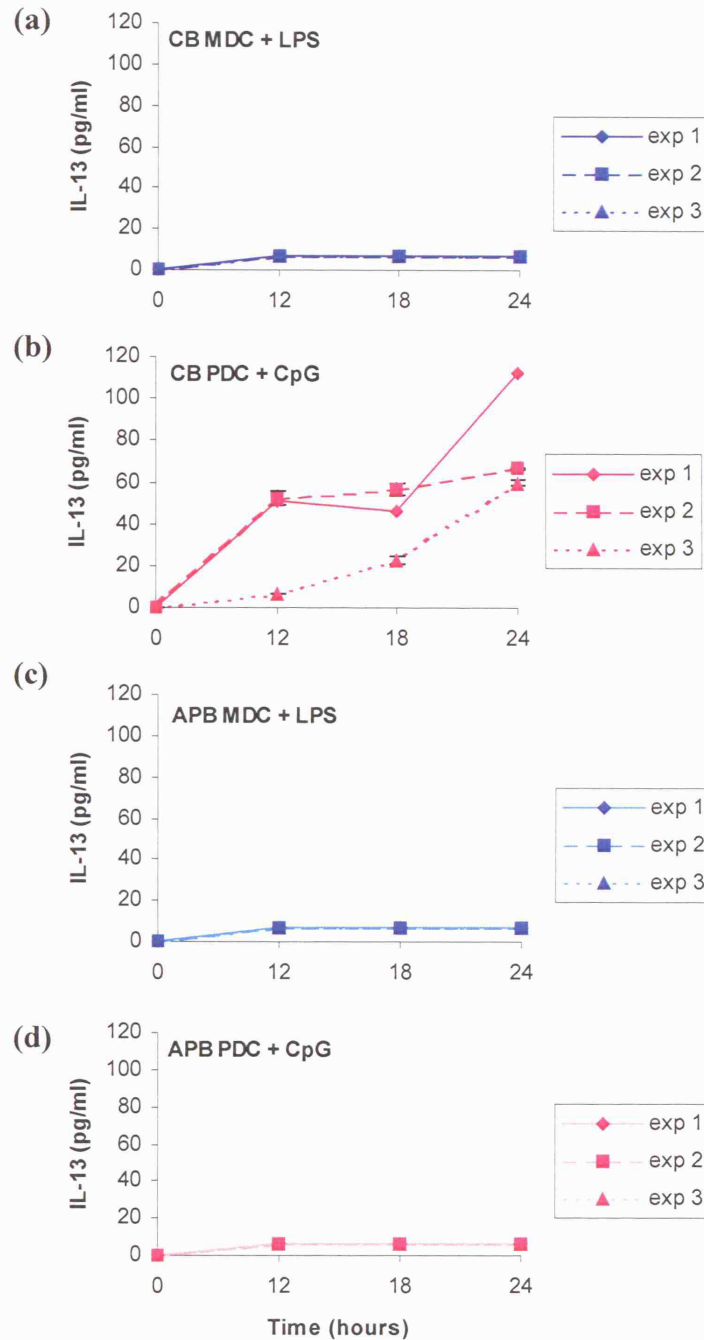 (a)
CB MDC + LPS
IL-13 (pg/ml)
120
100
80
60
40
20
0
0 12 18 24
exp 1
exp 2
exp 3
(b)
CB PDC + CpG
IL-13 (pg/ml)
120
100
80
60
40
20
0
0 12 18 24
exp 1
exp 2
exp 3
(c)
APB MDC + LPS
IL-13 (pg/ml)
120
100
80
60
40
20
0
0 12 18 24
exp 1
exp 2
exp 3
(d)
APB PDC + CpG
IL-13 (pg/ml)
120
100
80
60
40
20
0
0 12 18 24
Time (hours)
exp 1
exp 2
exp 3